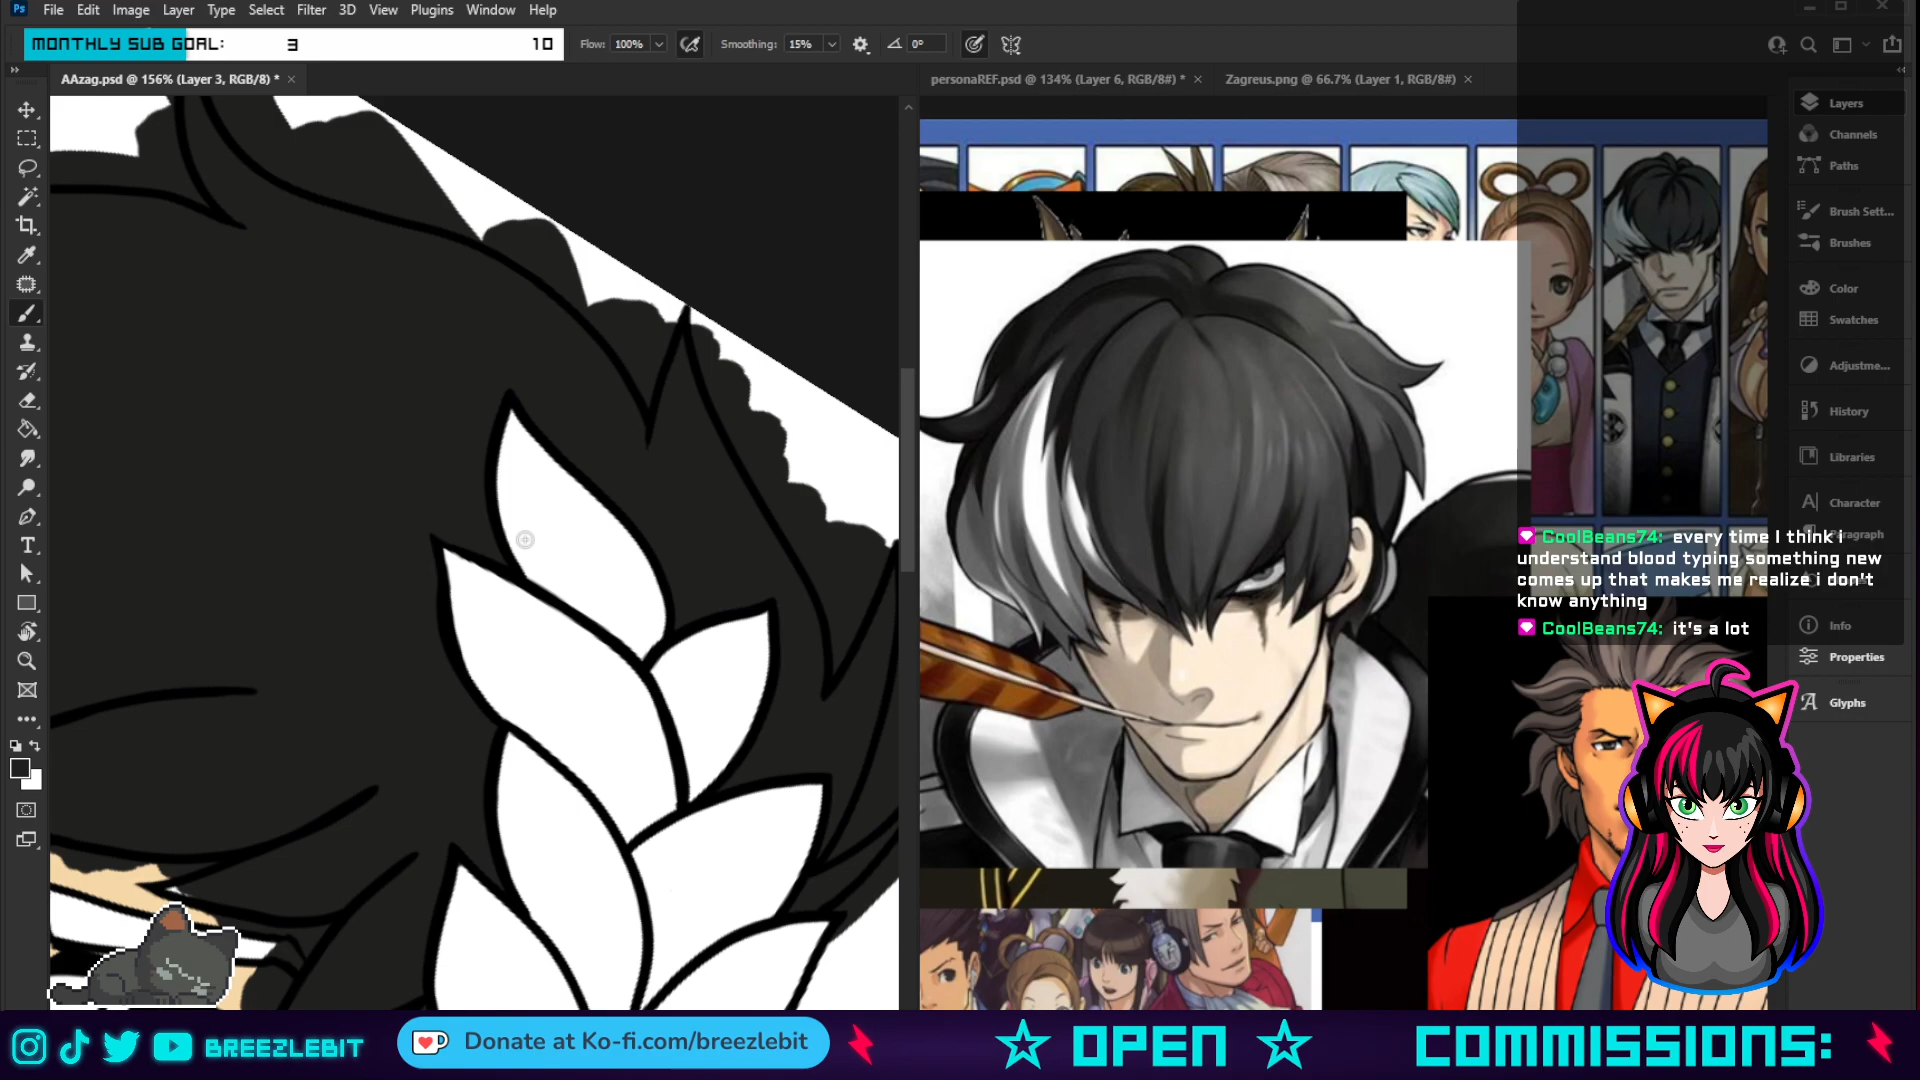 Ps File Edit Image Layer Type Select Filter 3D View Plugins Window Help
MONTHLY SUB GOAL: 3 10
Flow: 100% Smoothing: 15% 0°
AAzag.psd @ 156% (Layer 3, RGB/8) *
personaREF.psd @ 134% (Layer 6, RGB/8#) *
Zagreus.png @ 66.7% (Layer 1, RGB/8#)
Layers
Channels
Paths
Brush Sett...
Brushes
Color
Swatches
Adjustme...
History
Libraries
Character
Paragraph
CoolBeans74: every time I think i
understand blood typing something new
comes up that makes me realize i don't
know anything
CoolBeans74: it's a lot
Info
Properties
Glyphs
BREEZLEBIT
Donate at Ko-fi.com/breezlebit
OPEN
COMMISSIONS: